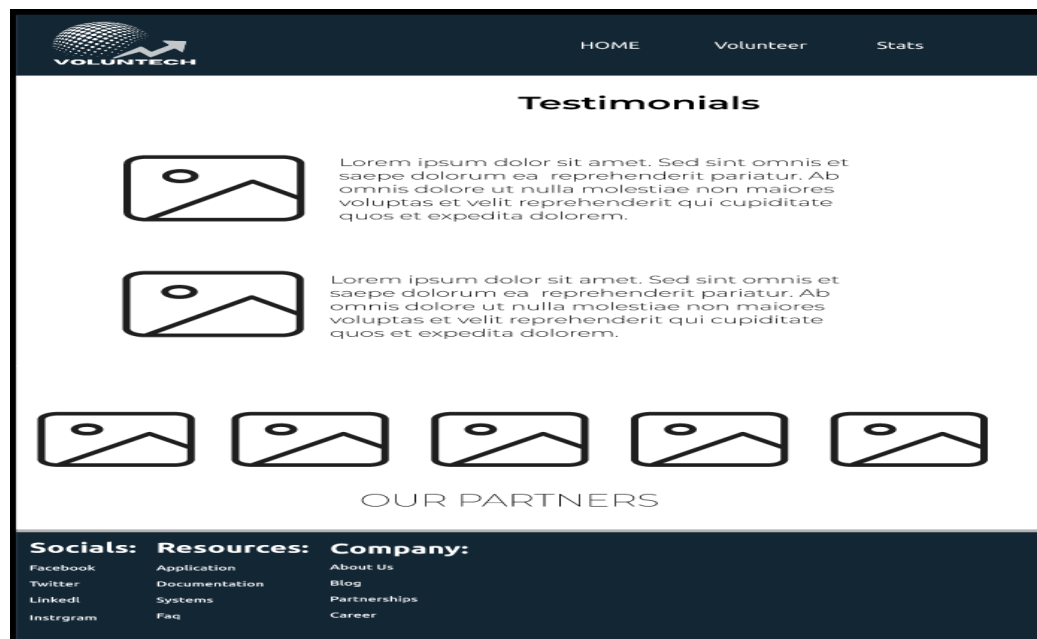 VOLUNTECH
HOME Volunteer Stats
Testimonials
Lorem ipsum dolor sit amet. Sed sint omnis et
saepe dolorum ea reprehenderit pariatur. Ab
omnis dolore ut nulla molestiae non maiores
voluptas et velit reprehenderit qui cupiditate
quos et expedita dolorem.
Lorem ipsum dolor sit amet. Sed sint omnis et
saepe dolorum ea reprehenderit pariatur. Ab
omnis dolore ut nulla molestiae non maiores
voluptas et velit reprehenderit qui cupiditate
quos et expedita dolorem.
OUR PARTNERS
Socials:
Facebook
Twitter
Linkedl
Instrgram
Resources:
Application
Documentation
Systems
Faq
Company:
About Us
Blog
Partnerships
Career